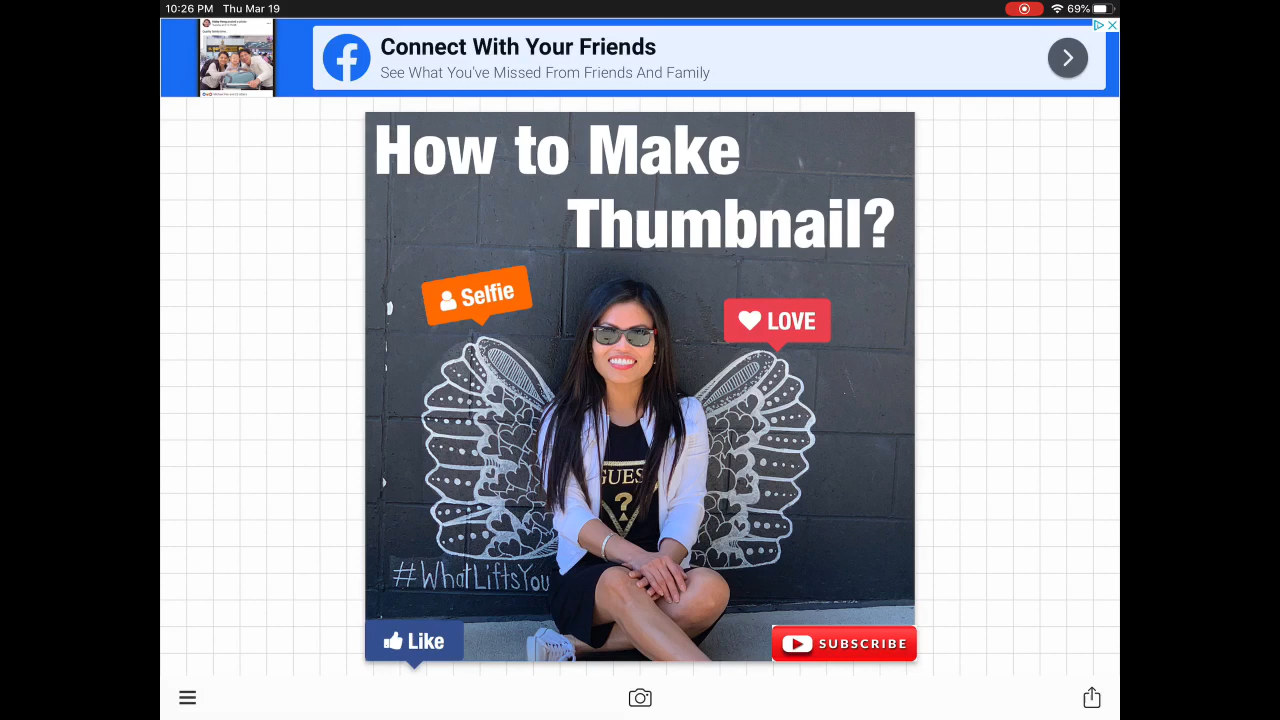 10:26 PM Thu Mar 19
69%
Connect With Your Friends
See What You've Missed From Friends And Family
How to Make
Thumbnail?
Selfie
LOVE
GUES
?
#WhatLiftsYou
Like
SUBSCRIBE